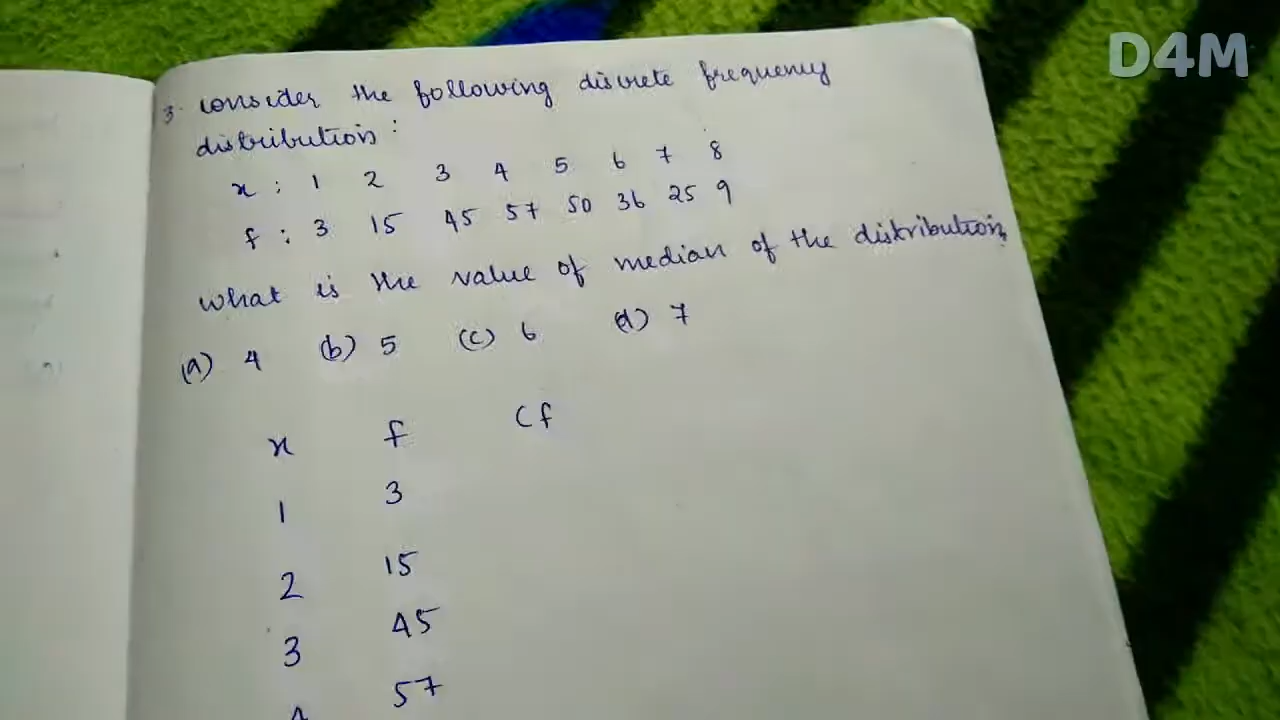 D4M
3. consider the following discrete frequency
distribution:
x : 1 2 3 4 5 6 7 8
f : 3 15 45 57 50 36 25 9
what is the value of median of the distribution,
(a) 4 (b) 5 (c) 6 (d) 7
x f Cf
1 3
2 15
3 45
4 57